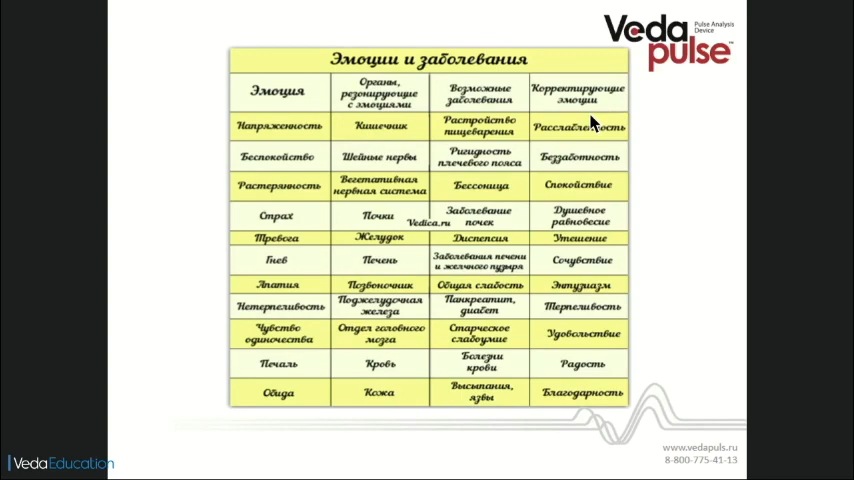 Veda
pulse™
Pulse Analysis
Device
Эмоции и заболевания
Эмоция
Органы,
резонирующие
с эмоциями
Возможные
заболевания
Корректирующие
эмоции
Напряженность
Кишечник
Растройство
пищеварения
Расслабленность
Беспокойство
Шейные нервы
Ригидность
плечевого пояса
Беззаботность
Растерянность
Вегетативная
нервная система
Бессоница
Спокойствие
Страх
Почки
Заболевание
почек
Душевное
равновесие
Vedica.ru
Тревога
Желудок
Диспепсия
Утешение
Гнев
Печень
Заболевания печени
и желчного пузыря
Сочувствие
Апатия
Позвоночник
Общая слабость
Энтузиазм
Нетерпеливость
Поджелудочная
железа
Панкреатит,
диабет
Терпеливость
Чувство
одиночества
Отдел головного
мозга
Старческое
слабоумие
Удовольствие
Печаль
Кровь
Болезни
крови
Радость
Обида
Кожа
Высыпания,
язвы
Благодарность
www.vedapuls.ru
8-800-775-41-13
VedaEducation